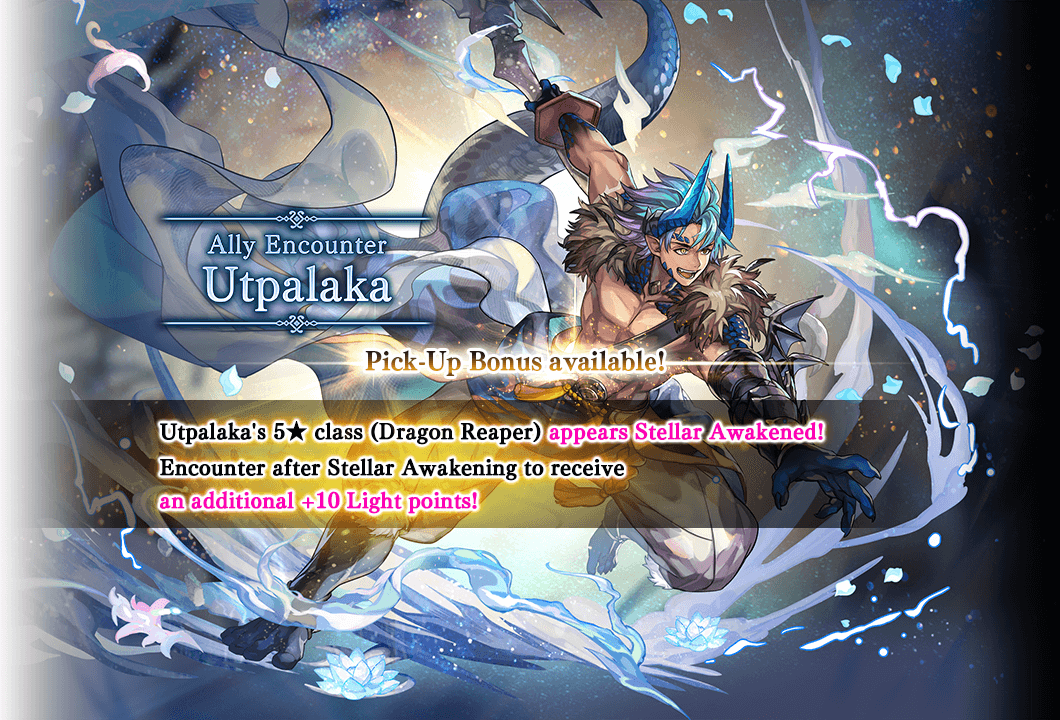 Ally Encounter
Utpalaka
Pick-Up Bonus available!
Utpalaka's 5★ class (Dragon Reaper) appears Stellar Awakened!
Encounter after Stellar Awakening to receive
an additional +10 Light points!